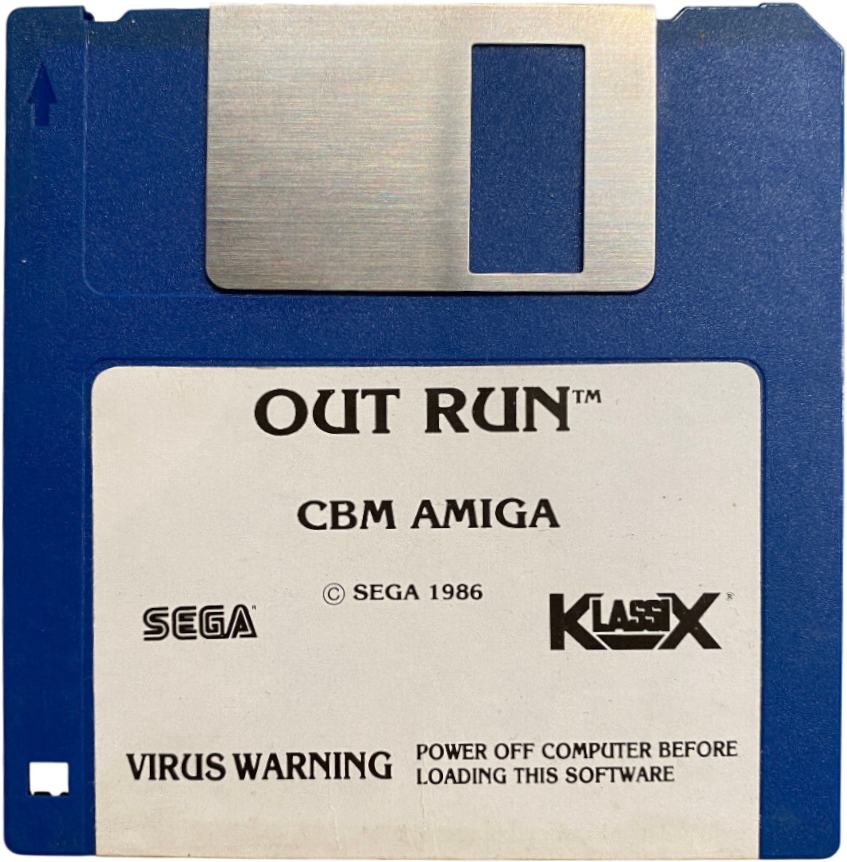 OUT RUN™
CBM AMIGA
© SEGA 1986
SEGA®
KLASSIX®
VIRUS WARNING
POWER OFF COMPUTER BEFORE
LOADING THIS SOFTWARE